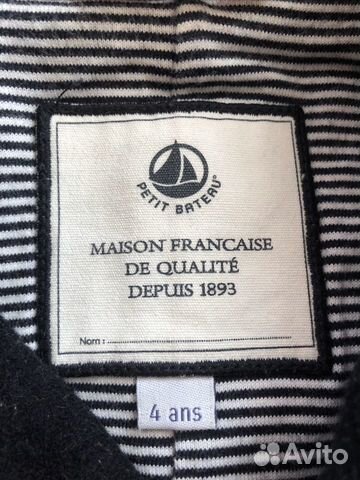 PETIT BATEAU®
MAISON FRANCAISE
DE QUALITÉ
DEPUIS 1893
Nom :..............................
4 ans
Avito